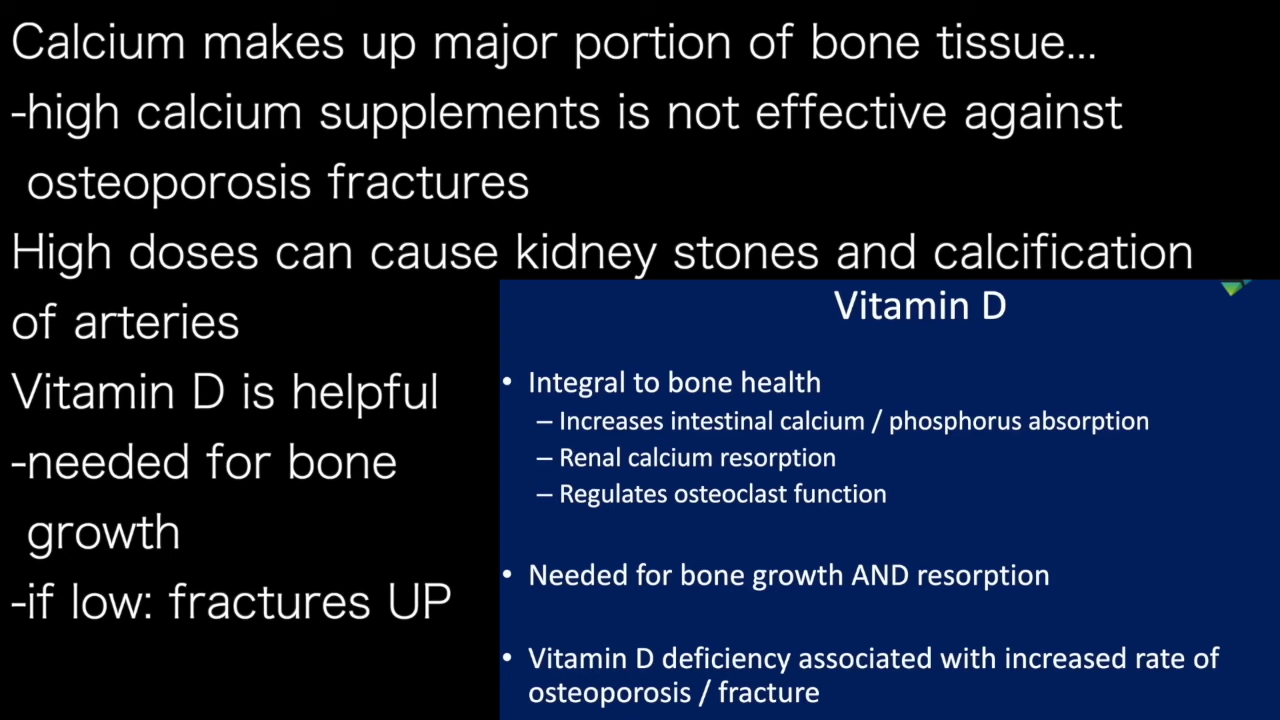 Calcium makes up major portion of bone tissue...
-high calcium supplements is not effective against
osteoporosis fractures
High doses can cause kidney stones and calcification
of arteries
Vitamin D is helpful
-needed for bone
growth
-if low: fractures UP
Vitamin D
• Integral to bone health
– Increases intestinal calcium / phosphorus absorption
– Renal calcium resorption
– Regulates osteoclast function
• Needed for bone growth AND resorption
• Vitamin D deficiency associated with increased rate of
osteoporosis / fracture